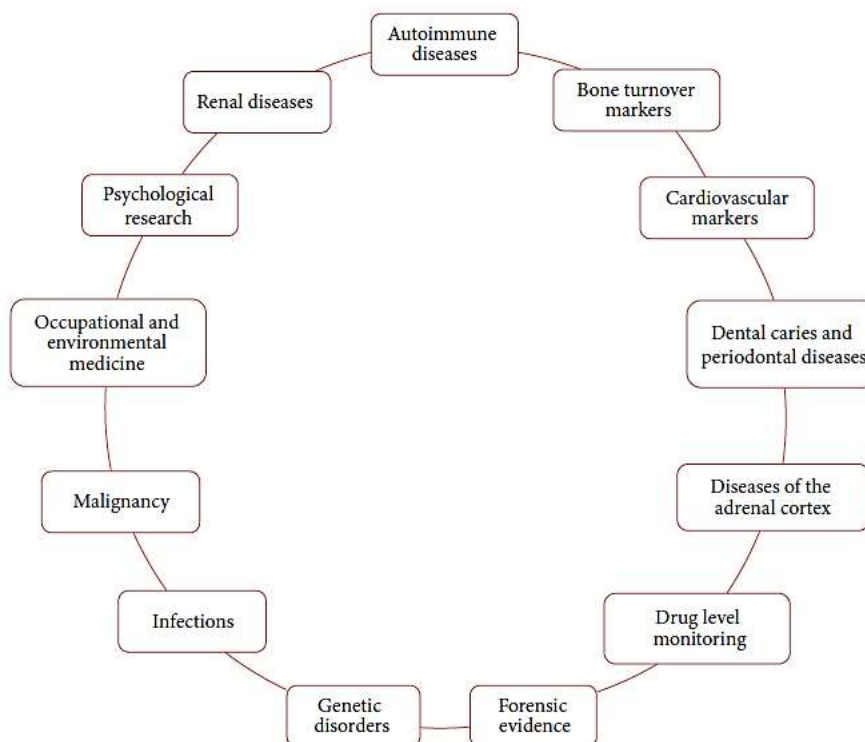 Autoimmune
diseases
Bone turnover
markers
Cardiovascular
markers
Dental caries and
periodontal diseases
Diseases of the
adrenal cortex
Drug level
monitoring
Forensic
evidence
Genetic
disorders
Infections
Malignancy
Occupational and
environmental
medicine
Psychological
research
Renal diseases